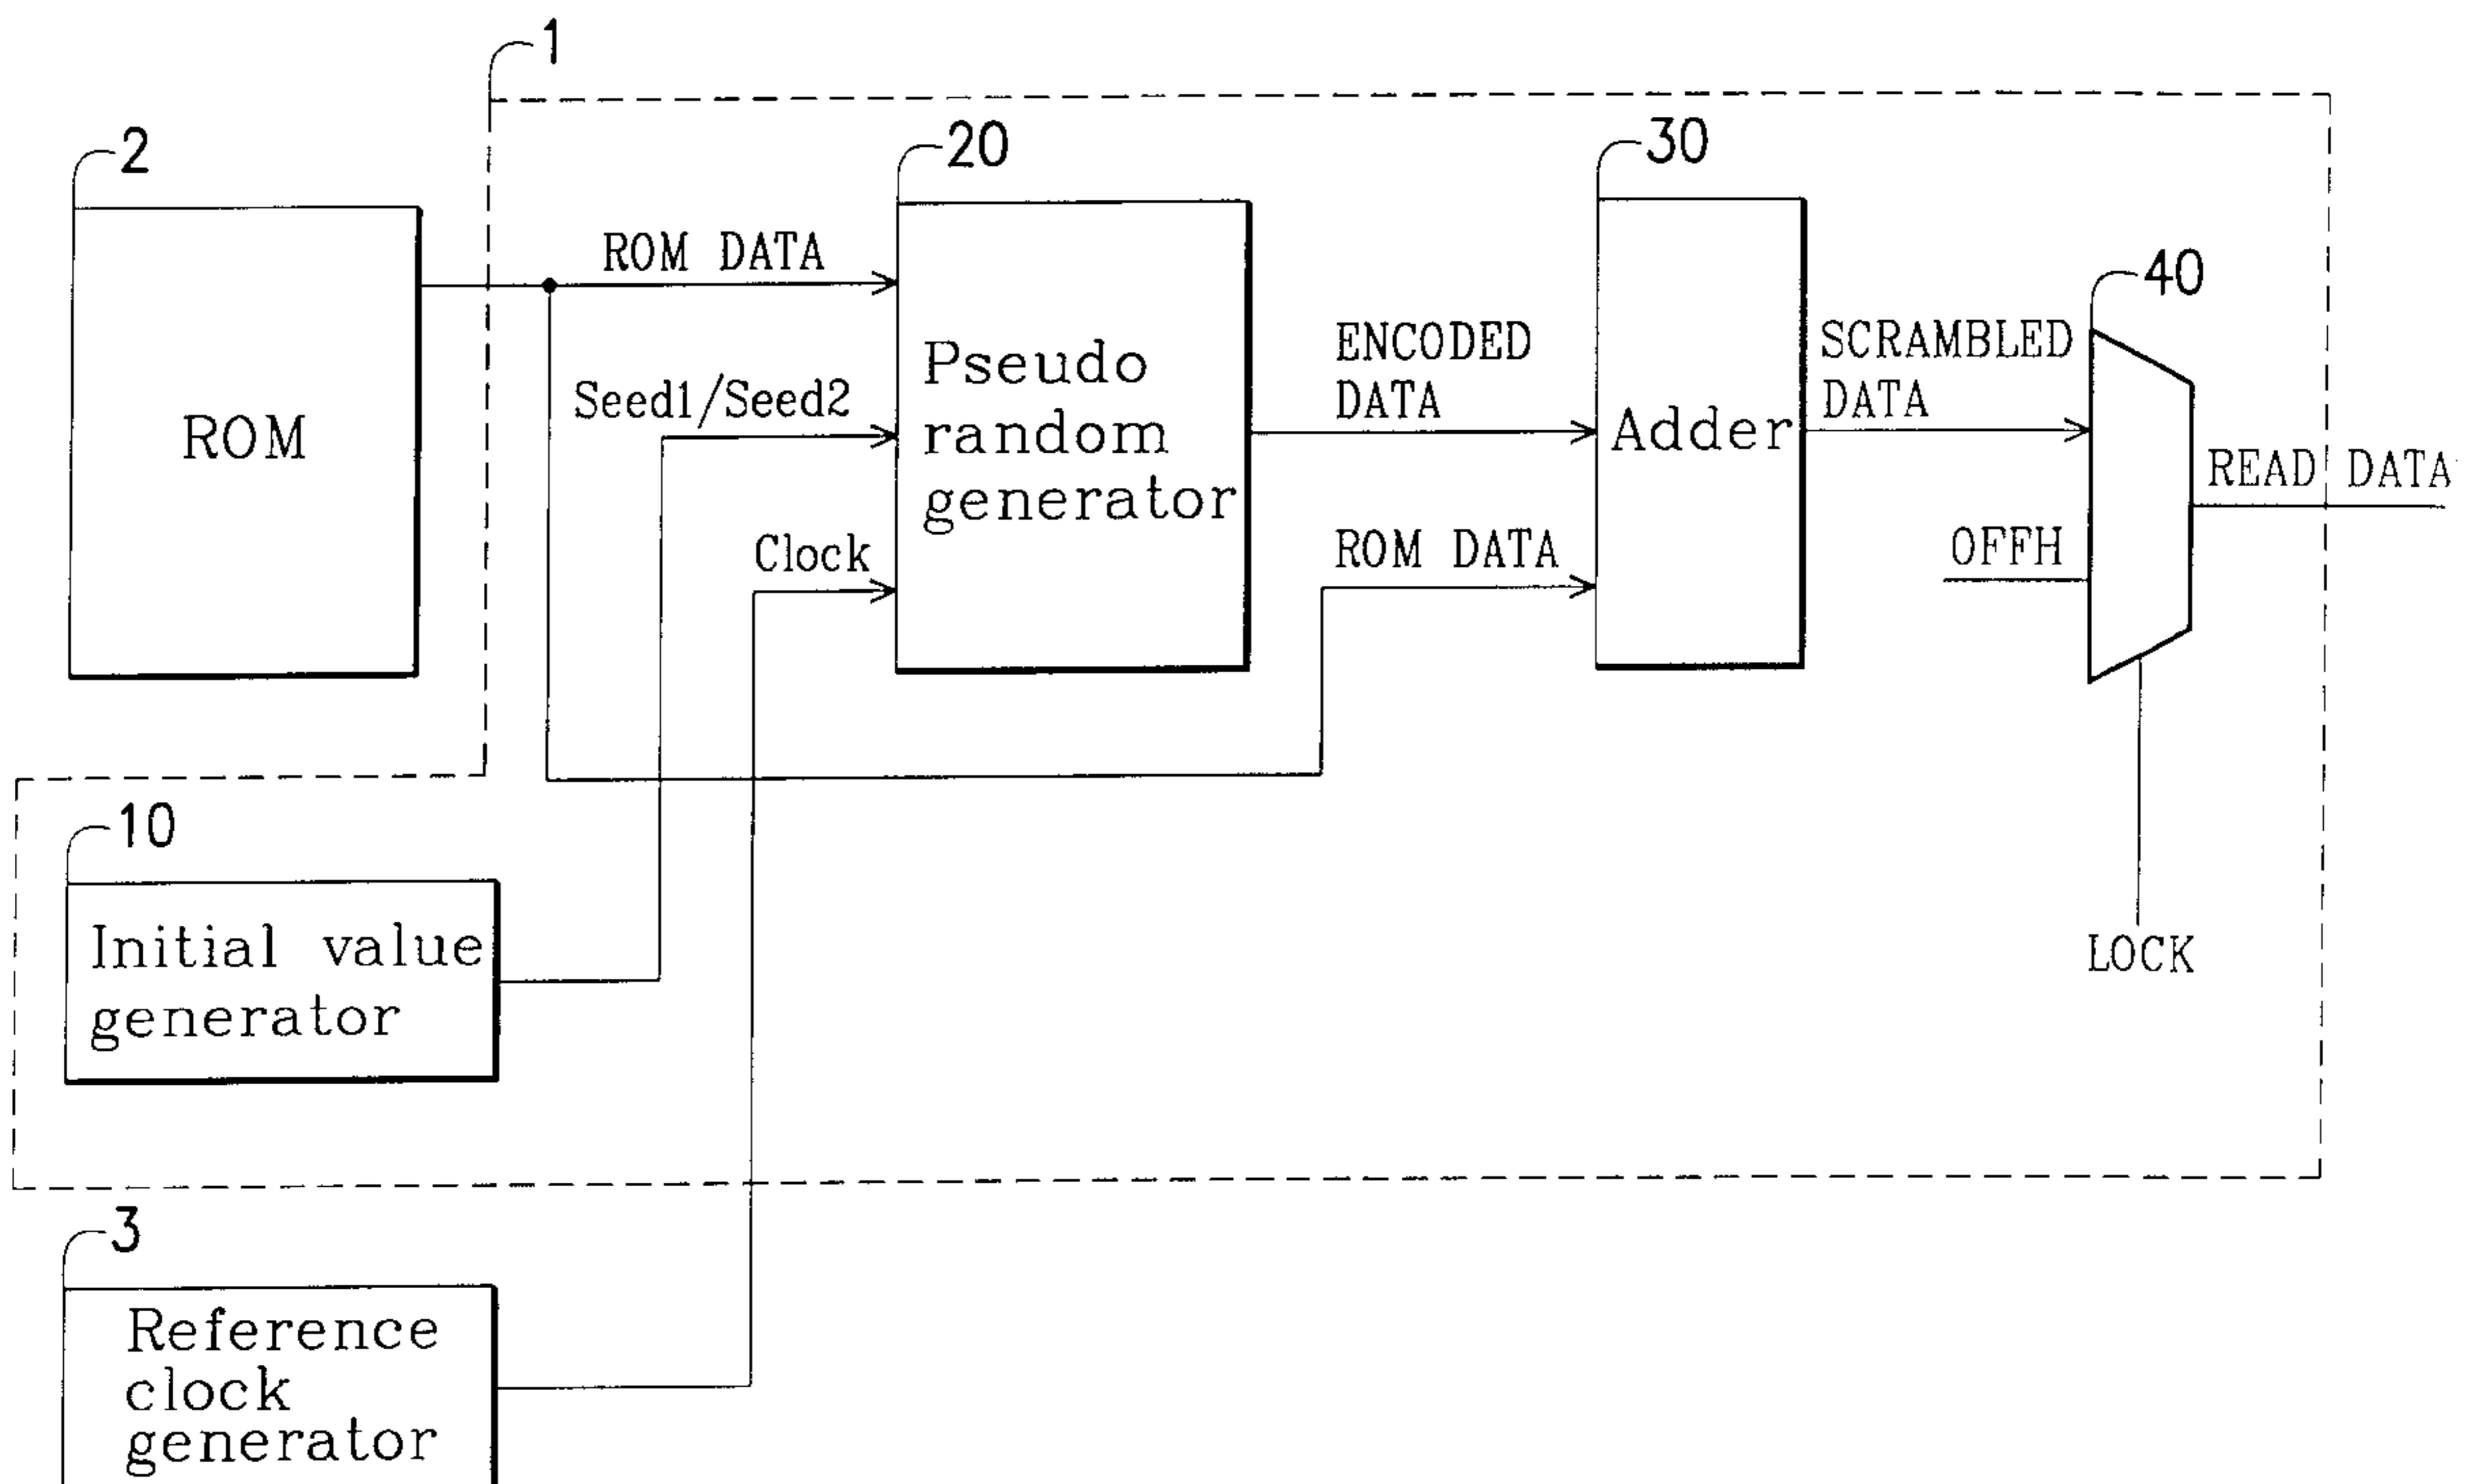 1
2
20
30
40
ROM DATA
ROM
Seed1/Seed2
Clock
Pseudo
random
generator
ENCODED
DATA
ROM DATA
Adder
SCRAMBLED
DATA
OFFH
READ DATA
LOCK
10
Initial value
generator
3
Reference
clock
generator